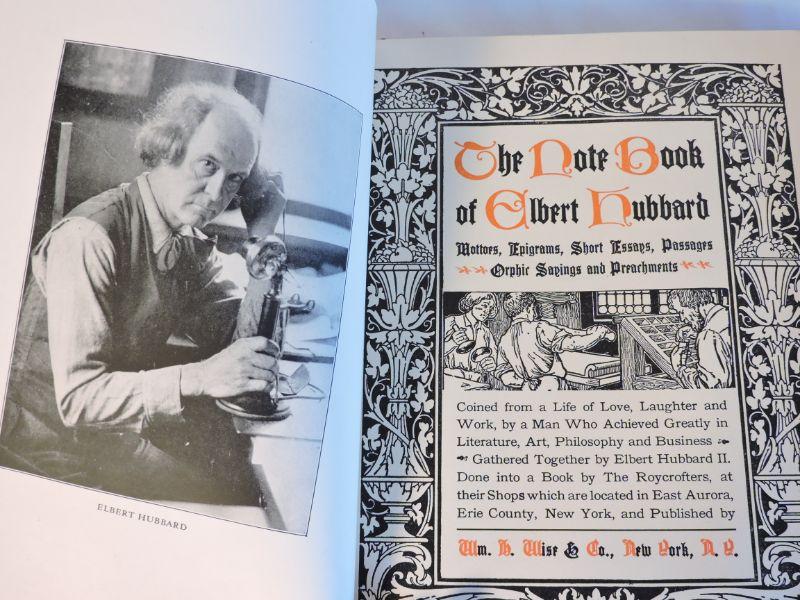 ELBERT HUBBARD
The Note Book
of Elbert Hubbard
Mottoes, Epigrams, Short Essays, Passages
Orphic Sayings and Preachments
Coined from a Life of Love, Laughter and
Work, by a Man Who Achieved Greatly in
Literature, Art, Philosophy and Business
Gathered Together by Elbert Hubbard II.
Done into a Book by The Roycrofters, at
their Shops which are located in East Aurora,
Erie County, New York, and Published by
Wm. H. Wise & Co., New York, N. Y.